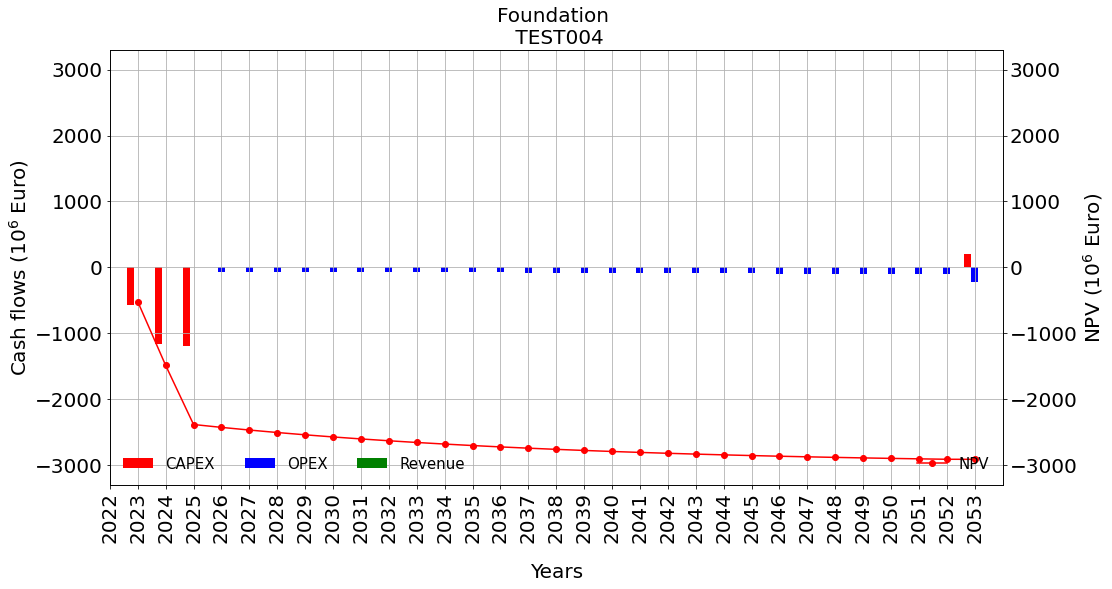 Foundation
TEST004
Cash flows (10⁶ Euro)
3000
2000
1000
0
−1000
−2000
−3000
3000
2000
1000
0
−1000
−2000
−3000
NPV (10⁶ Euro)
CAPEX OPEX Revenue
NPV
2022 2023 2024 2025 2026 2027 2028 2029 2030 2031 2032 2033 2034 2035 2036 2037 2038 2039 2040 2041 2042 2043 2044 2045 2046 2047 2048 2049 2050 2051 2052 2053
Years